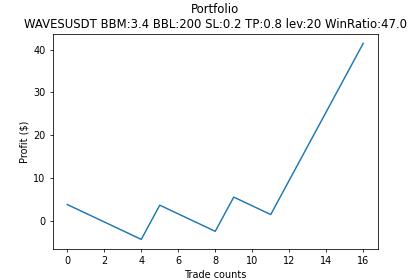 Portfolio
WAVESUSDT BBM:3.4 BBL:200 SL:0.2 TP:0.8 lev:20 WinRatio:47.0
40
30
20
10
0
Profit ($)
0 2 4 6 8 10 12 14 16
Trade counts